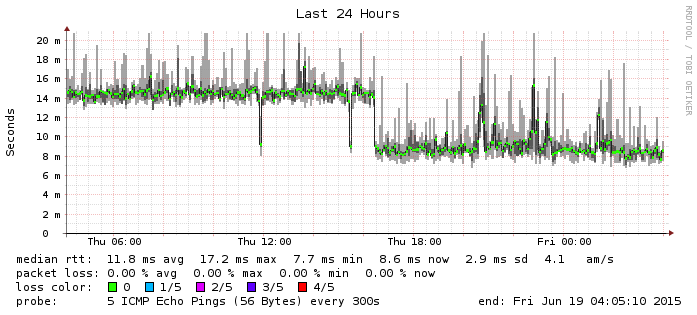 Last 24 Hours
RRDTOOL / TOBI OETIKER
Seconds
20 m
18 m
16 m
14 m
12 m
10 m
8 m
6 m
4 m
2 m
0
Thu 06:00 Thu 12:00 Thu 18:00 Fri 00:00
median rtt: 11.8 ms avg 17.2 ms max 7.7 ms min 8.6 ms now 2.9 ms sd 4.1 am/s
packet loss: 0.00 % avg 0.00 % max 0.00 % min 0.00 % now
loss color: 0 1/5 2/5 3/5 4/5
probe: 5 ICMP Echo Pings (56 Bytes) every 300s end: Fri Jun 19 04:05:10 2015